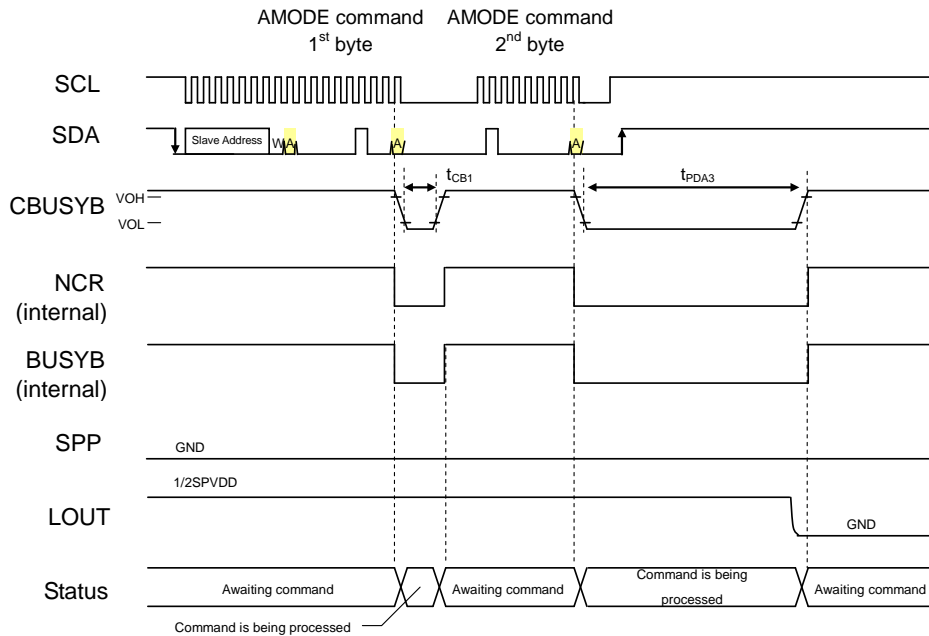 AMODE command
1st byte
AMODE command
2nd byte
SCL
SDA
Slave Address
W
A
A
A
CBUSYB
VOH
VOL
tCB1
tPDA3
NCR
(internal)
BUSYB
(internal)
SPP
GND
1/2SPVDD
LOUT
GND
Status
Awaiting command
Awaiting command
Command is being
processed
Awaiting command
Command is being processed